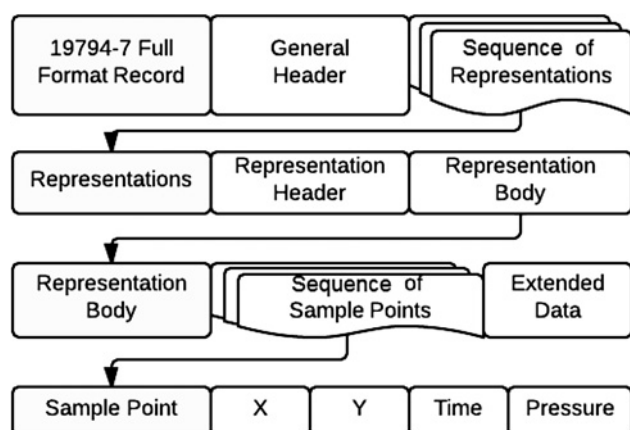 19794-7 Full
Format Record
General
Header
Sequence of
Representations
Representations
Representation
Header
Representation
Body
Representation
Body
Sequence of
Sample Points
Extended
Data
Sample Point
X
Y
Time
Pressure